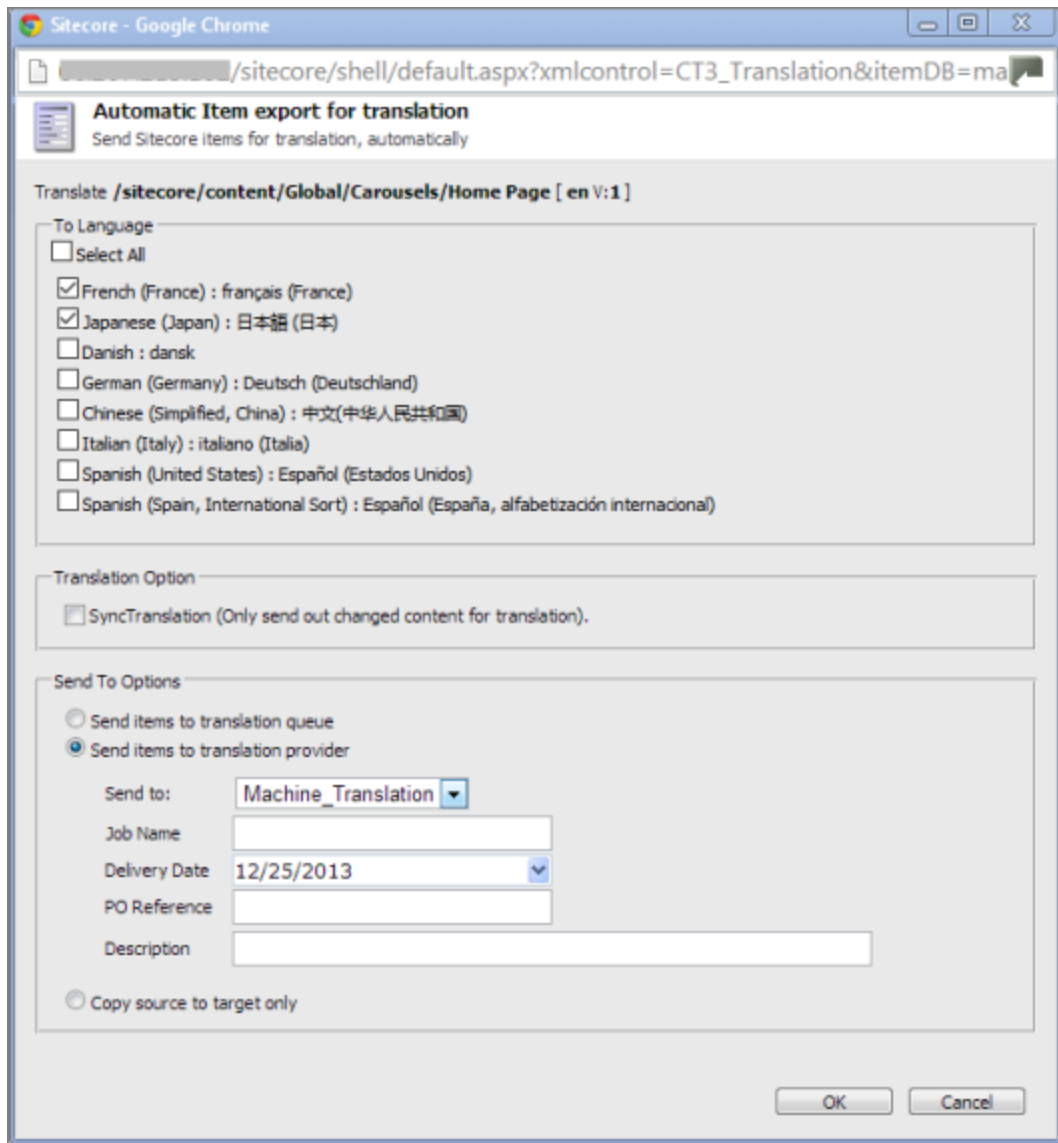 Sitecore - Google Chrome
/sitecore/shell/default.aspx?xmlcontrol=CT3_Translation&itemDB=ma
Automatic Item export for translation
Send Sitecore items for translation, automatically
Translate /sitecore/content/Global/Carousels/Home Page [ en V:1 ]
To Language
Select All
French (France) : français (France)
Japanese (Japan) : 日本語 (日本)
Danish : dansk
German (Germany) : Deutsch (Deutschland)
Chinese (Simplified, China) : 中文(中华人民共和国)
Italian (Italy) : italiano (Italia)
Spanish (United States) : Español (Estados Unidos)
Spanish (Spain, International Sort) : Español (España, alfabetización internacional)
Translation Option
SyncTranslation (Only send out changed content for translation).
Send To Options
Send items to translation queue
Send items to translation provider
Send to: Machine_Translation
Job Name
Delivery Date 12/25/2013
PO Reference
Description
Copy source to target only
OK Cancel